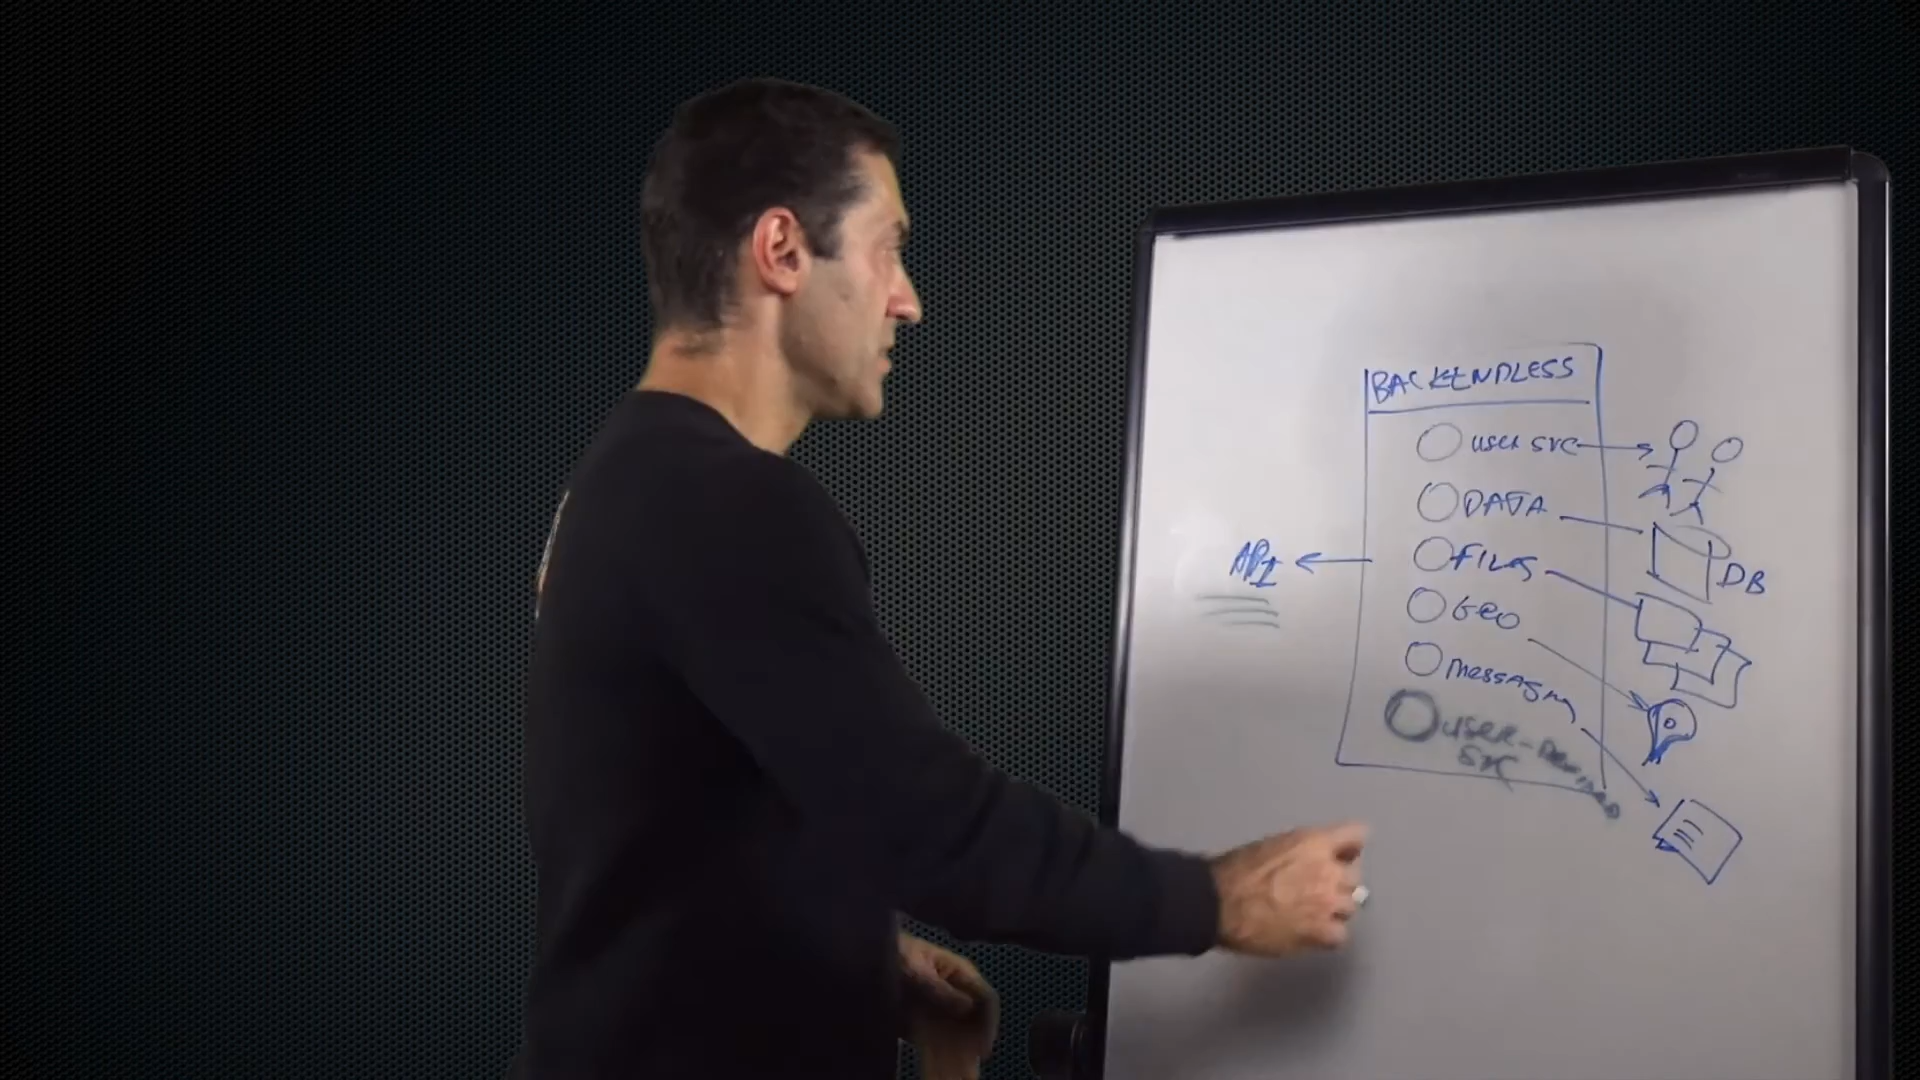 BACKENDLESS
USER SVC
DATA
FILES
GEO
MESSAGING
USER-DEFINED
SVC
API
DB